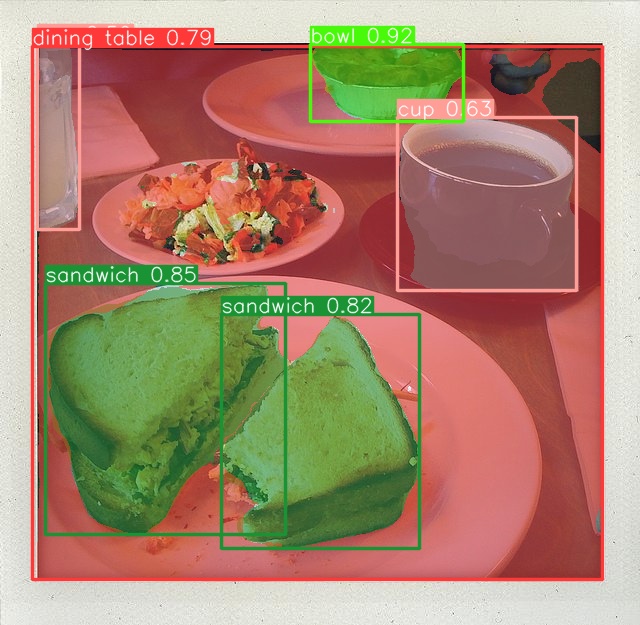 dining table 0.79
bowl 0.92
cup 0.63
sandwich 0.85
sandwich 0.82